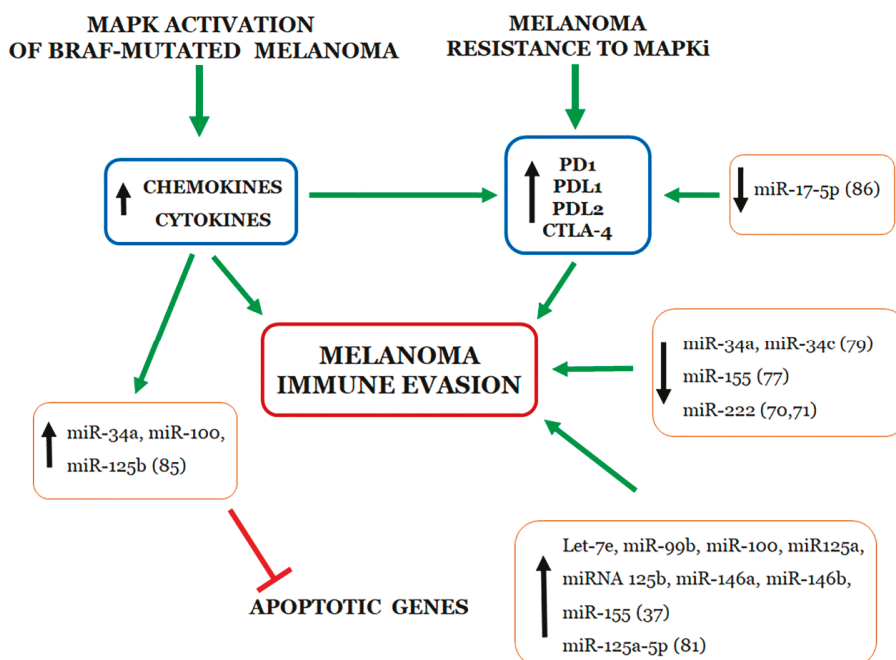 MAPK ACTIVATION
OF BRAF-MUTATED MELANOMA
MELANOMA
RESISTANCE TO MAPKi
CHEMOKINES
CYTOKINES
PD1
PDL1
PDL2
CTLA-4
miR-17-5p (86)
MELANOMA
IMMUNE EVASION
miR-34a, miR-34c (79)
miR-155 (77)
miR-222 (70,71)
miR-34a, miR-100,
miR-125b (85)
APOPTOTIC GENES
Let-7e, miR-99b, miR-100, miR125a,
miRNA 125b, miR-146a, miR-146b,
miR-155 (37)
miR-125a-5p (81)